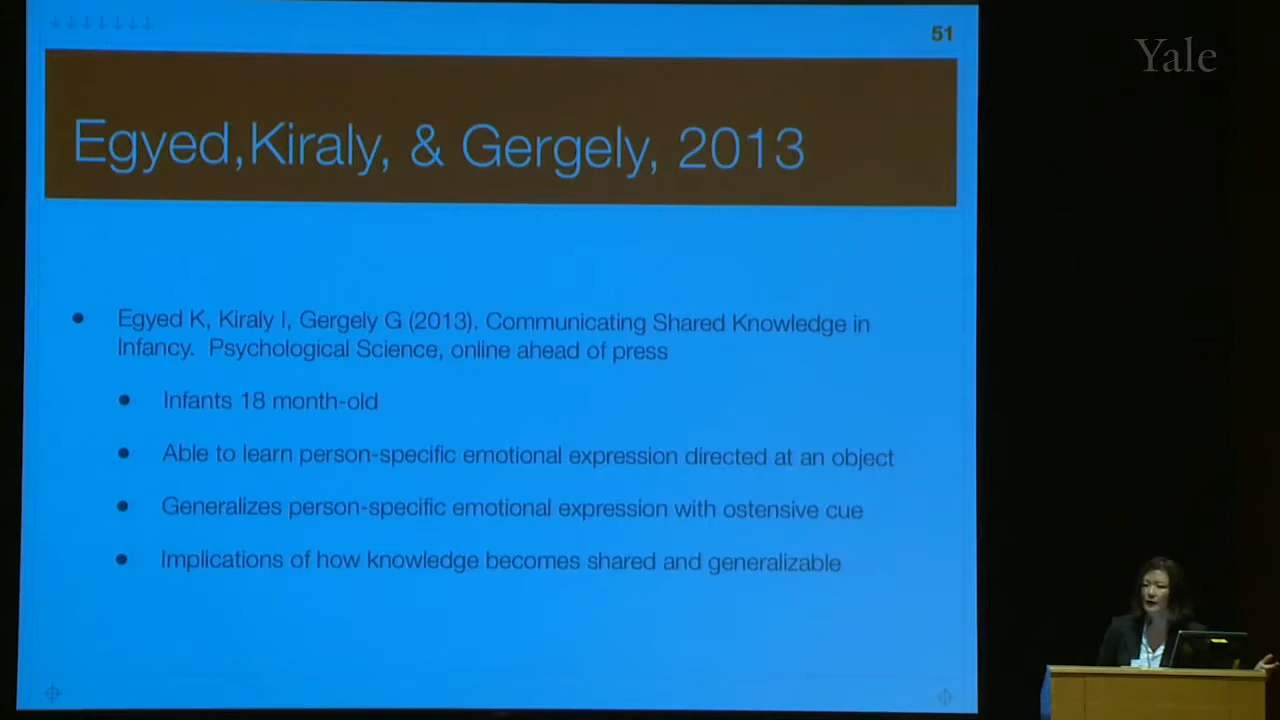 51
Yale
Egyed,Kiraly, & Gergely, 2013
Egyed K, Kiraly I, Gergely G (2013). Communicating Shared Knowledge in
Infancy. Psychological Science, online ahead of press
Infants 18 month-old
Able to learn person-specific emotional expression directed at an object
Generalizes person-specific emotional expression with ostensive cue
Implications of how knowledge becomes shared and generalizable